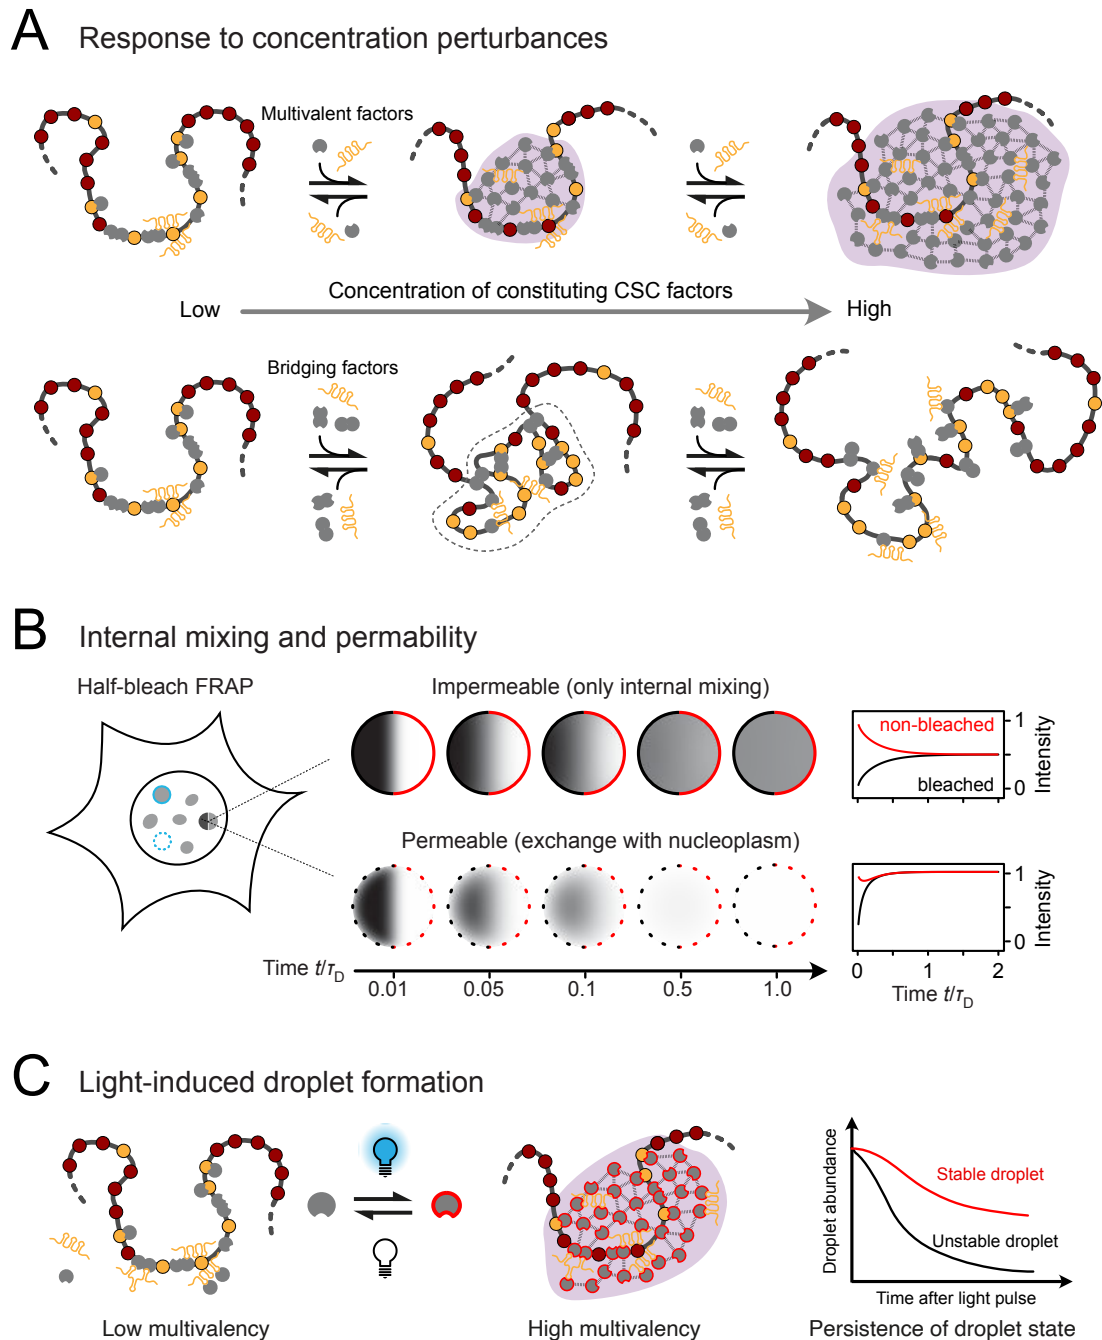 A Response to concentration perturbances
Multivalent factors
Concentration of constituting CSC factors
Low
High
Bridging factors
B Internal mixing and permability
Half-bleach FRAP
Impermeable (only internal mixing)
non-bleached
bleached
1
0
Intensity
Permeable (exchange with nucleoplasm)
1
0
Intensity
0 1 2
Time t/τD
Time t/τD
0.01 0.05 0.1 0.5 1.0
C Light-induced droplet formation
Droplet abundance
Stable droplet
Unstable droplet
Time after light pulse
Low multivalency
High multivalency
Persistence of droplet state